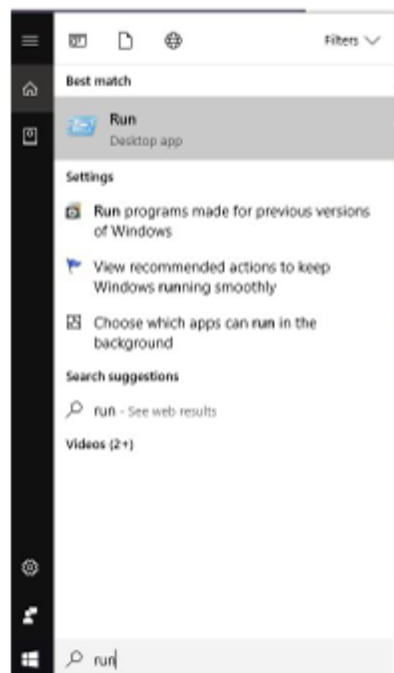 Filters
Best match
Run
Desktop app
Settings
Run programs made for previous versions
of Windows
View recommended actions to keep
Windows running smoothly
Choose which apps can run in the
background
Search suggestions
run - See web results
Videos (2+)
run